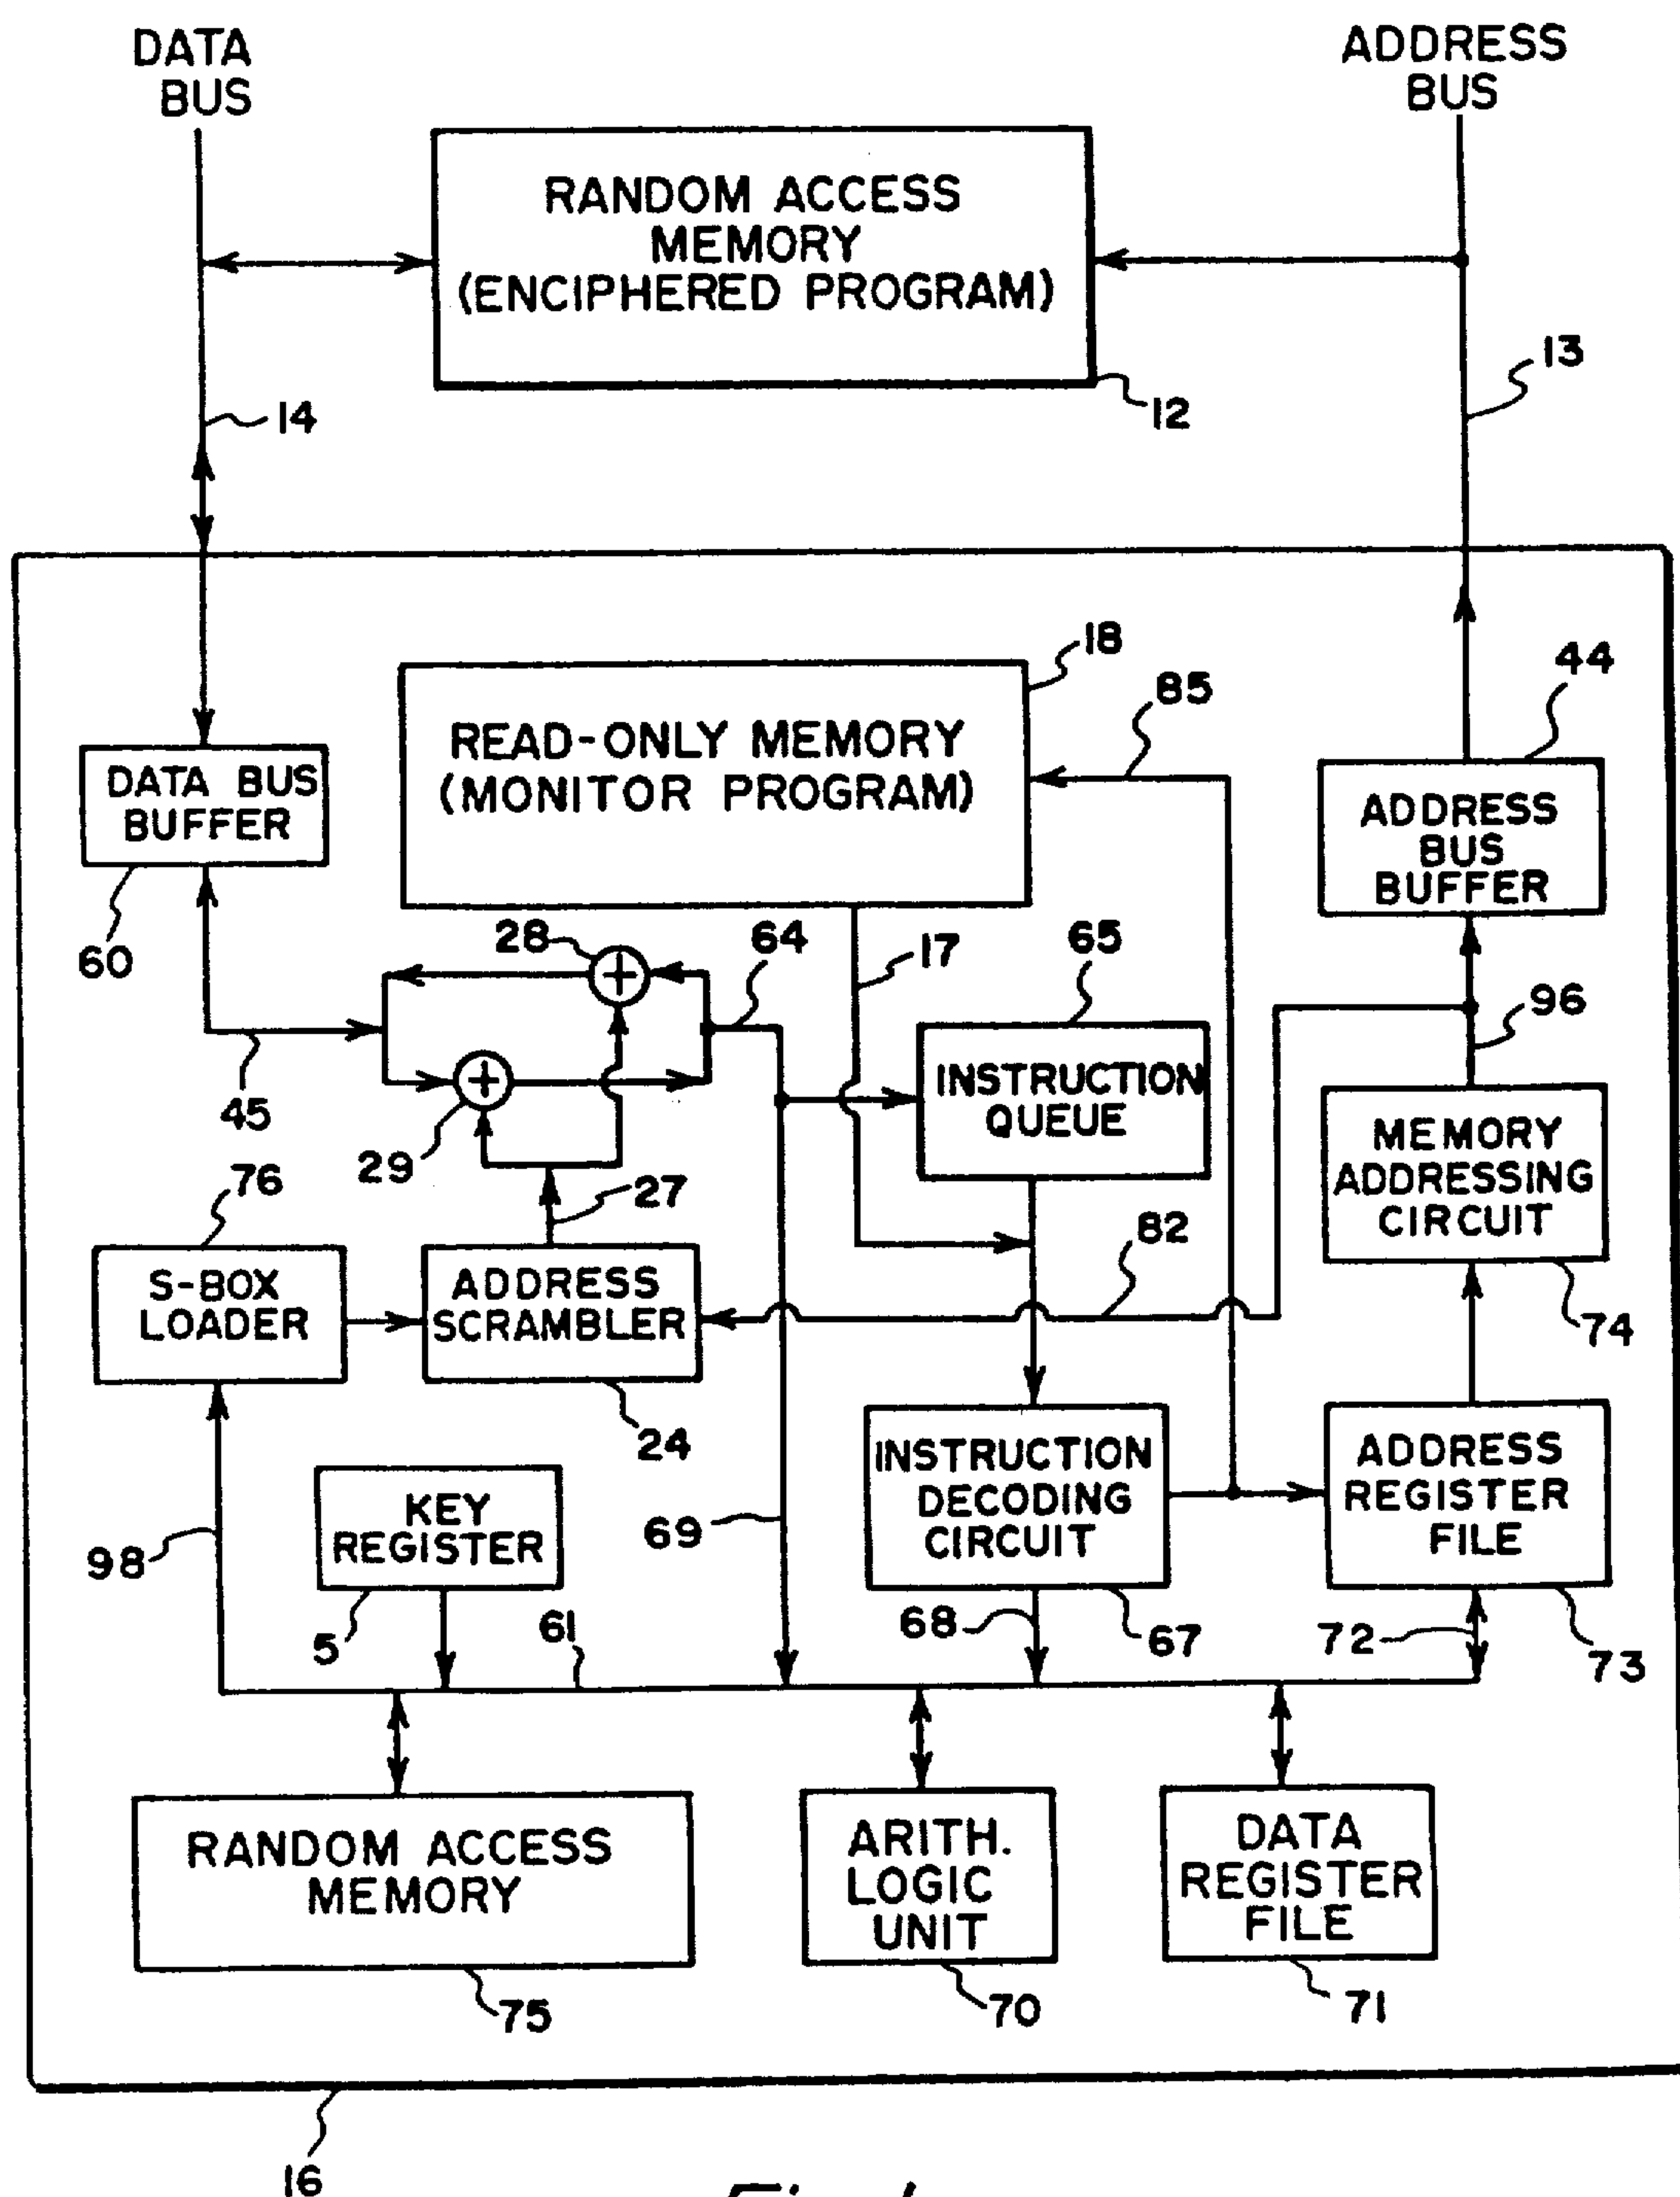 DATA
BUS
ADDRESS
BUS
RANDOM ACCESS
MEMORY
(ENCIPHERED PROGRAM)
12
13
14
18
READ-ONLY MEMORY
(MONITOR PROGRAM)
85
44
DATA BUS
BUFFER
60
ADDRESS
BUS
BUFFER
28
64
17
65
96
45
29
INSTRUCTION
QUEUE
MEMORY
ADDRESSING
CIRCUIT
74
76
27
82
S-BOX
LOADER
ADDRESS
SCRAMBLER
24
98
KEY
REGISTER
5
69
INSTRUCTION
DECODING
CIRCUIT
67
68
ADDRESS
REGISTER
FILE
73
72
61
RANDOM ACCESS
MEMORY
75
ARITH.
LOGIC
UNIT
70
DATA
REGISTER
FILE
71
16